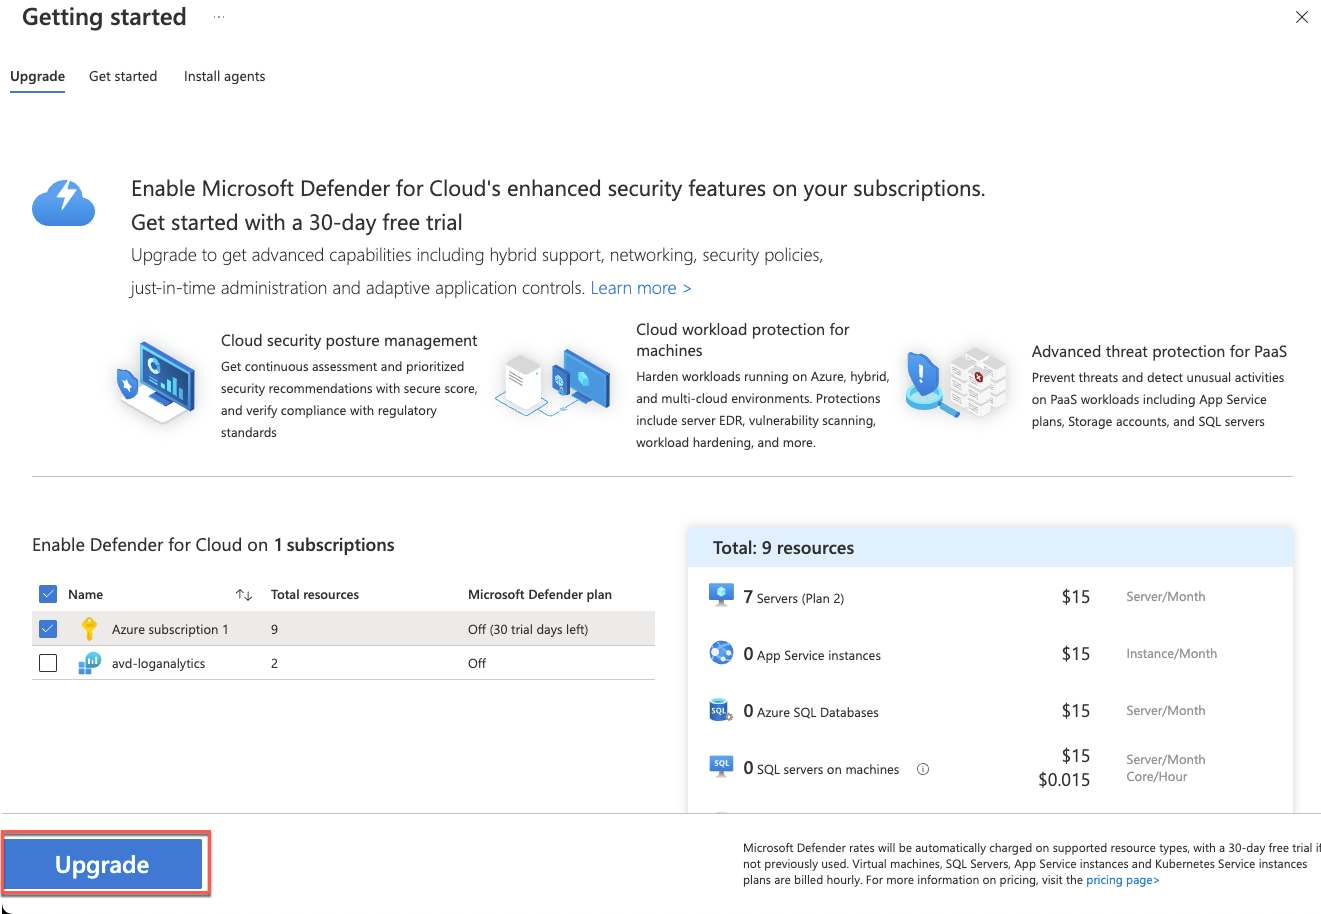 Getting started ...
Upgrade Get started Install agents
Enable Microsoft Defender for Cloud's enhanced security features on your subscriptions.
Get started with a 30-day free trial
Upgrade to get advanced capabilities including hybrid support, networking, security policies,
just-in-time administration and adaptive application controls. Learn more >
Cloud security posture management
Get continuous assessment and prioritized
security recommendations with secure score,
and verify compliance with regulatory
standards
Cloud workload protection for
machines
Harden workloads running on Azure, hybrid,
and multi-cloud environments. Protections
include server EDR, vulnerability scanning,
workload hardening, and more.
Advanced threat protection for PaaS
Prevent threats and detect unusual activities
on PaaS workloads including App Service
plans, Storage accounts, and SQL servers
Enable Defender for Cloud on 1 subscriptions
Name Total resources Microsoft Defender plan
Azure subscription 1 9 Off (30 trial days left)
avd-loganalytics 2 Off
Total: 9 resources
7 Servers (Plan 2) $15 Server/Month
0 App Service instances $15 Instance/Month
SQL 0 Azure SQL Databases $15 Server/Month
SQL 0 SQL servers on machines $15 Server/Month
$0.015 Core/Hour
Upgrade
Microsoft Defender rates will be automatically charged on supported resource types, with a 30-day free trial if
not previously used. Virtual machines, SQL Servers, App Service instances and Kubernetes Service instances
plans are billed hourly. For more information on pricing, visit the pricing page>